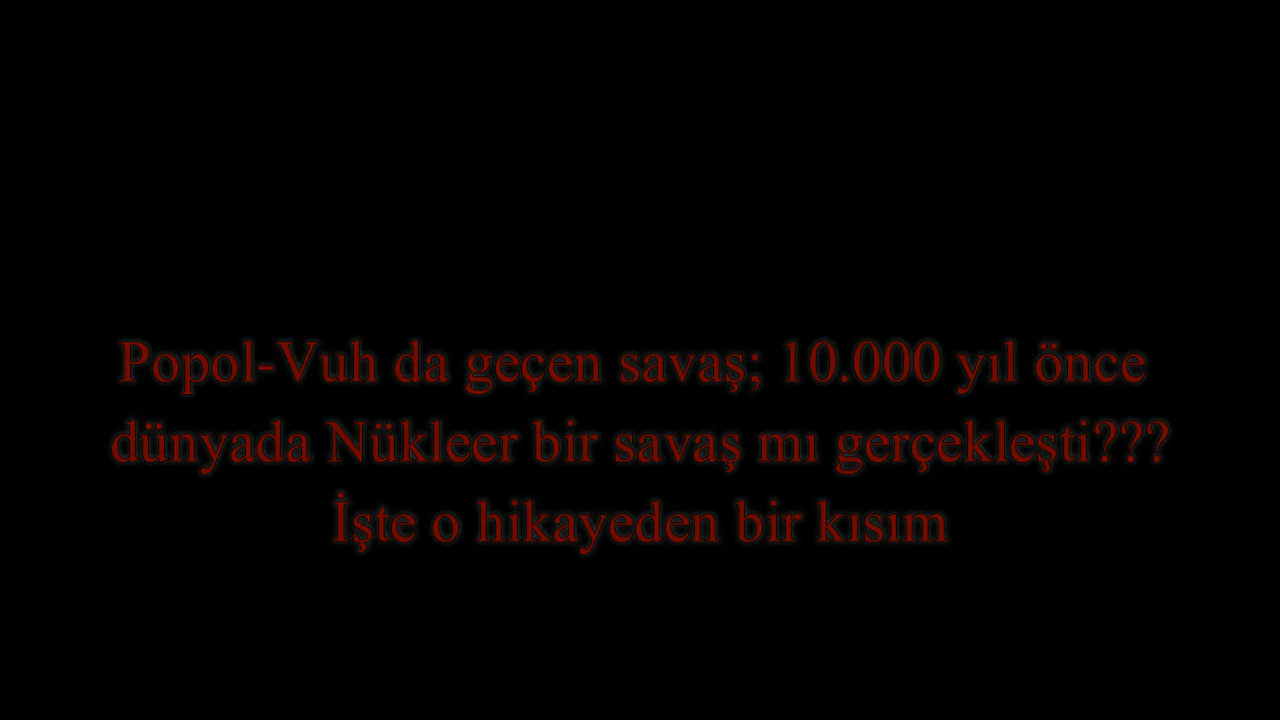 Popol-Vuh da geçen savaş; 10.000 yıl önce
dünyada Nükleer bir savaş mı gerçekleşti???
İşte o hikayeden bir kısım